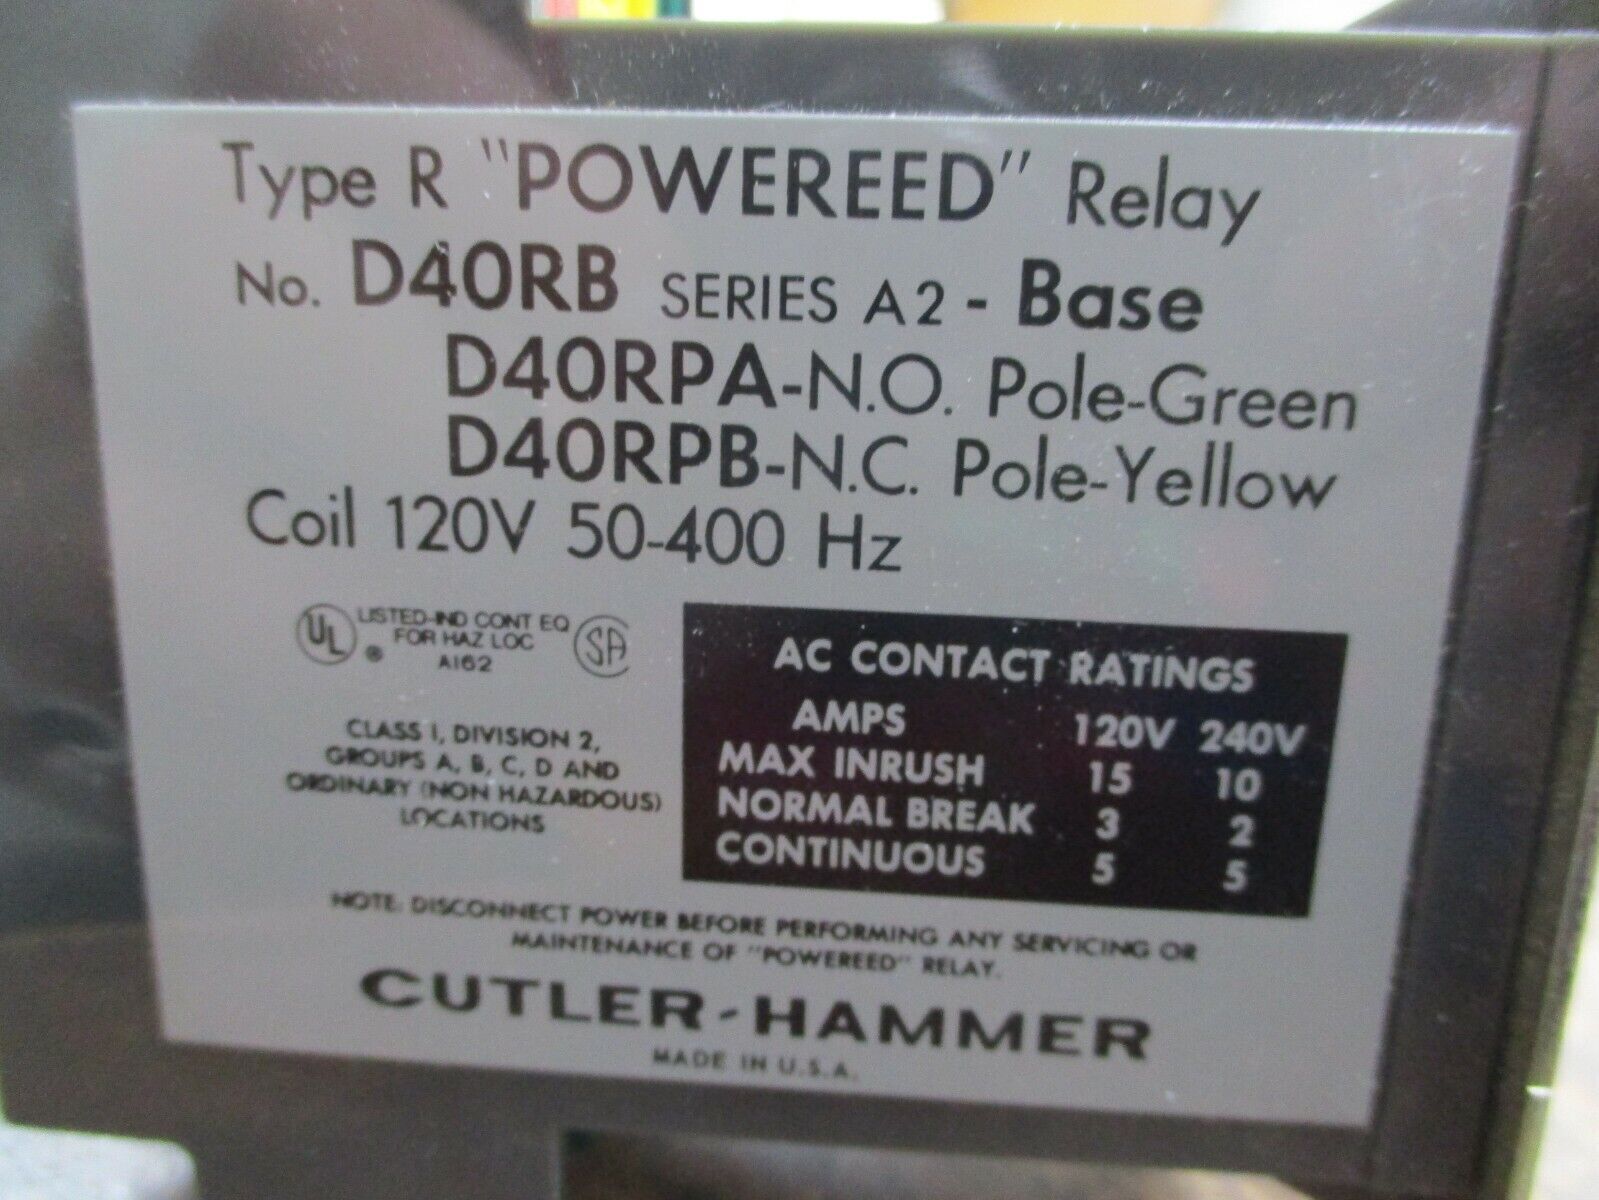 Type R "POWEREED" Relay
No. D40RB SERIES A2 - Base
D40RPA-N.O. Pole-Green
D40RPB-N.C. Pole-Yellow
Coil 120V 50-400 Hz
UL ® LISTED-IND CONT EQ
FOR HAZ LOC
A162
SA
CLASS I, DIVISION 2,
GROUPS A, B, C, D AND
ORDINARY (NON HAZARDOUS)
LOCATIONS
AC CONTACT RATINGS
AMPS 120V 240V
MAX INRUSH 15 10
NORMAL BREAK 3 2
CONTINUOUS 5 5
NOTE: DISCONNECT POWER BEFORE PERFORMING ANY SERVICING OR
MAINTENANCE OF "POWEREED" RELAY.
CUTLER-HAMMER
MADE IN U.S.A.